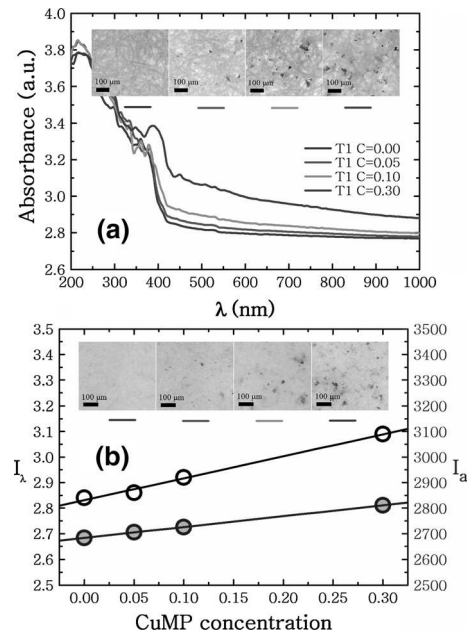 4.0
3.8
3.6
3.4
3.2
3.0
2.8
2.6
Absorbance (a.u.)
100 µm
100 µm
100 µm
100 µm
T1 C=0.00
T1 C=0.05
T1 C=0.10
T1 C=0.30
(a)
200 300 400 500 600 700 800 900 1000
λ (nm)
3.5
3.4
3.3
3.2
3.1
3.0
2.9
2.8
2.7
2.6
2.5
Iλ
100 µm
100 µm
100 µm
100 µm
(b)
3500
3400
3300
3200
3100
3000
2900
2800
2700
2600
2500
Ia
0.00 0.05 0.10 0.15 0.20 0.25 0.30
CuMP concentration